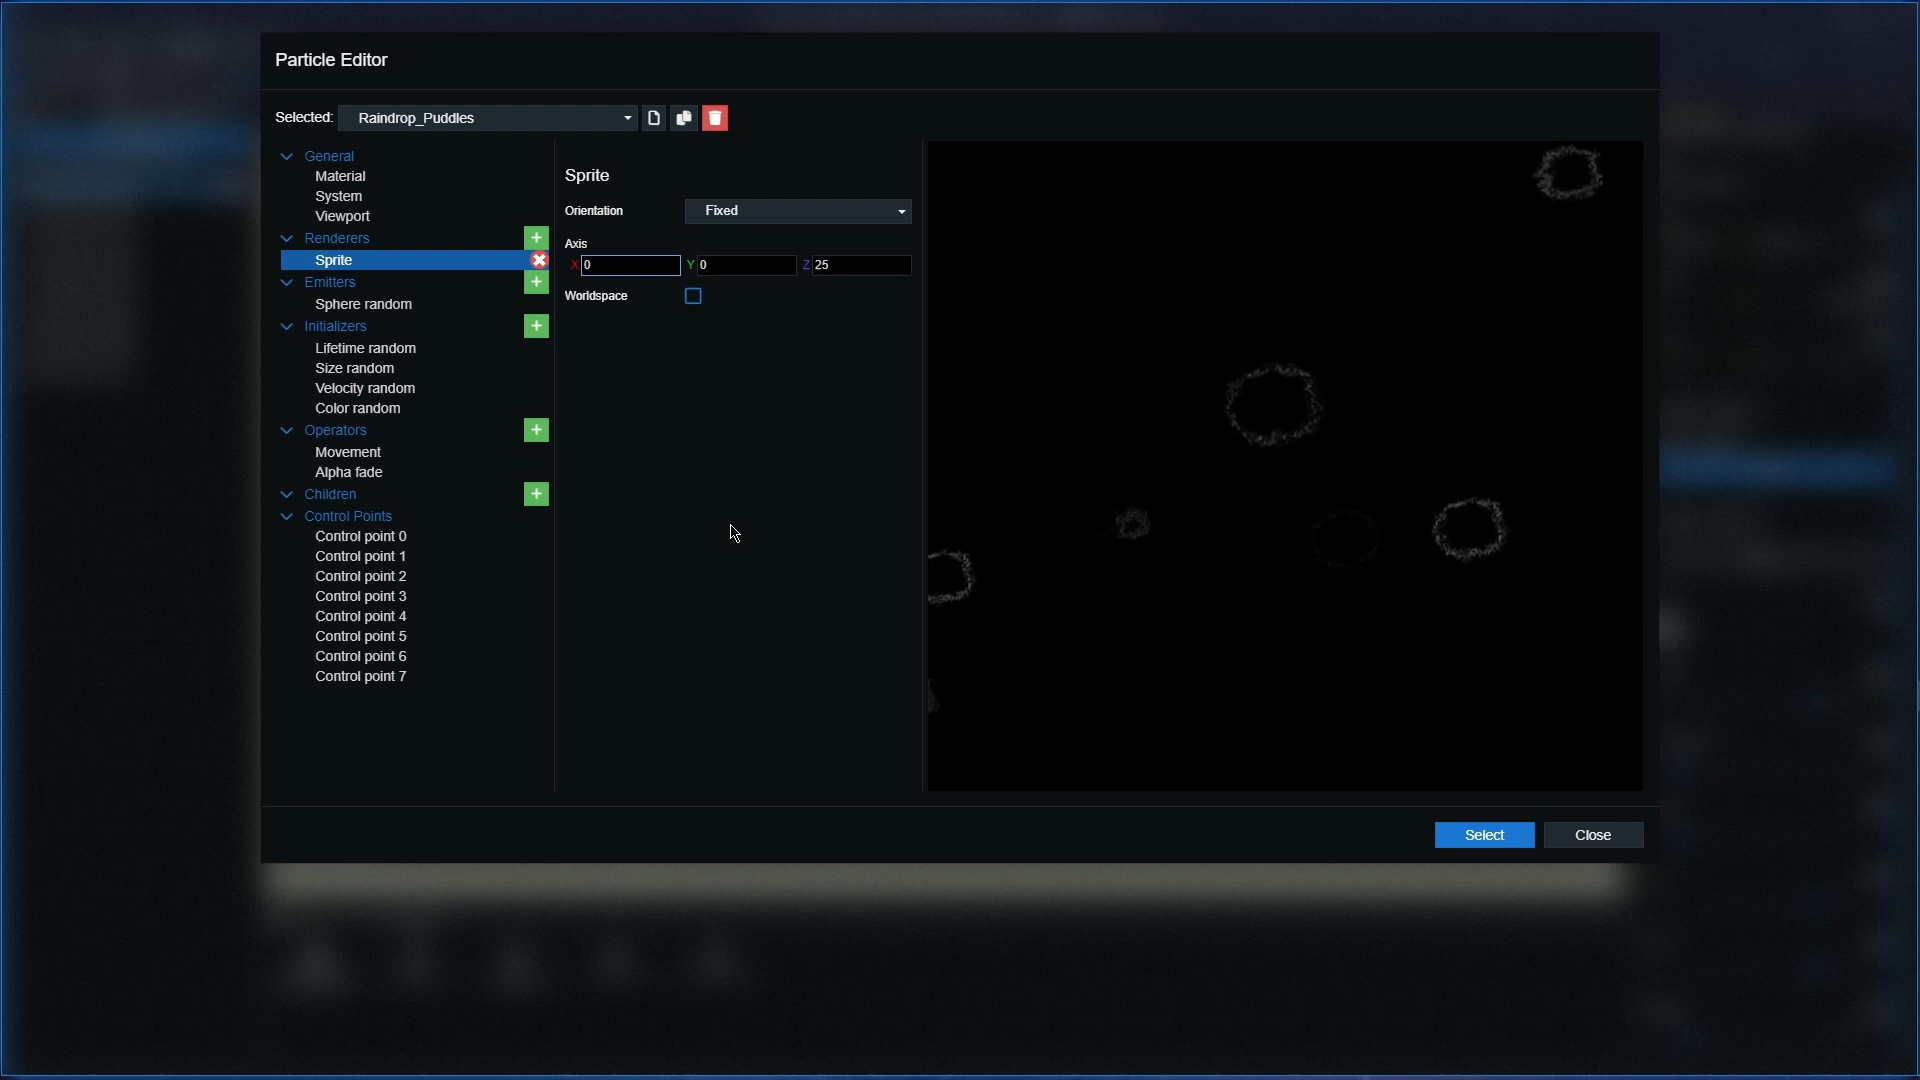 Particle Editor
Selected: Raindrop_Puddles
General
Material
System
Viewport
Renderers
Sprite
Emitters
Sphere random
Initializers
Lifetime random
Size random
Velocity random
Color random
Operators
Movement
Alpha fade
Children
Control Points
Control point 0
Control point 1
Control point 2
Control point 3
Control point 4
Control point 5
Control point 6
Control point 7
Sprite
Orientation Fixed
Axis
X 0 Y 0 Z 25
Worldspace
Select Close